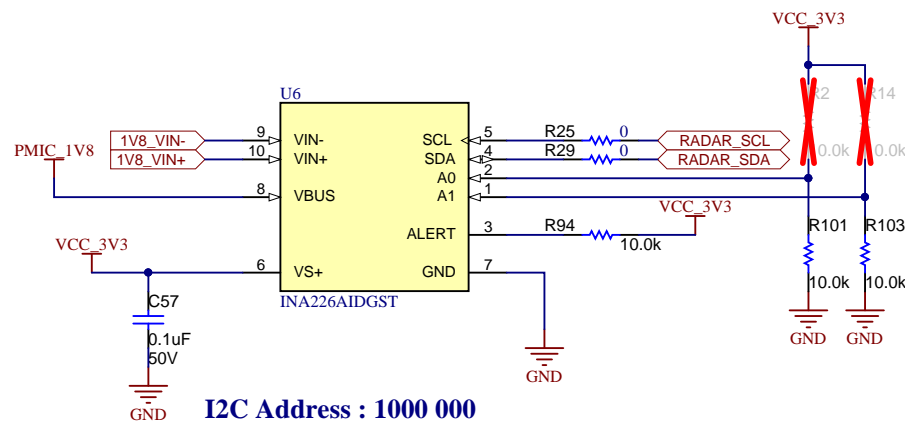 VCC_3V3
U6
R2
R14
1V8_VIN-
9
VIN-
SCL
5
R25
0
RADAR_SCL
PMIC_1V8
1V8_VIN+
10
VIN+
SDA
4
R29
0
RADAR_SDA
10.0k
10.0k
A0
2
8
VBUS
A1
1
VCC_3V3
ALERT
3
R94
10.0k
R101
R103
VCC_3V3
6
VS+
GND
7
INA226AIDGST
10.0k
10.0k
C57
0.1uF
50V
GND
GND
GND
GND
I2C Address : 1000 000